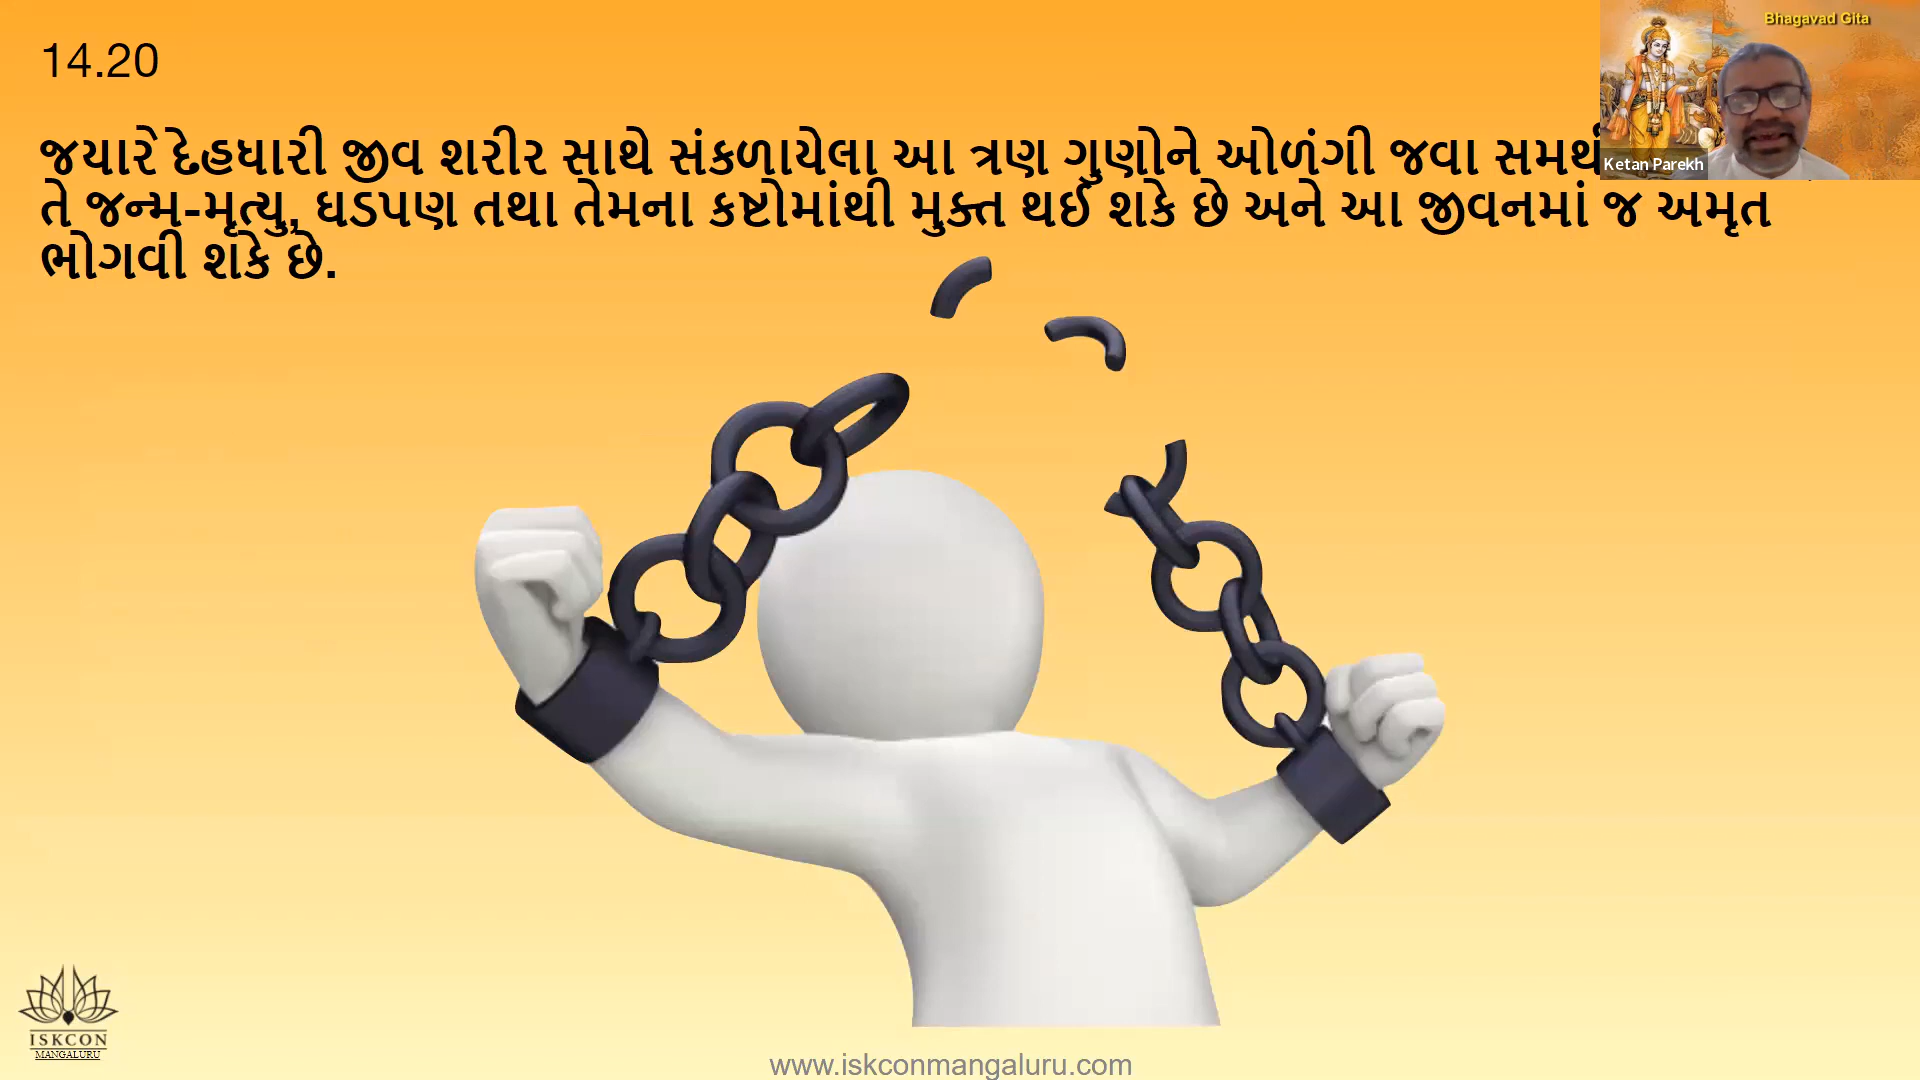 14.20
Bhagavad Gita
Ketan Parekh
જયારે દેહધારી જીવ શરીર સાથે સંકળાયેલા આ ત્રણ ગુણોને ઓળંગી જવા
તે જન્મ-મૃત્યુ, ઘડપણ તથા તેમના કષ્ટોમાંથી મુક્ત થઈ શકે છે અને આ જીવનમાં જ અમૃત
ભોગવી શકે છે.
ISKCON
MANGALURU
www.iskconmangaluru.com